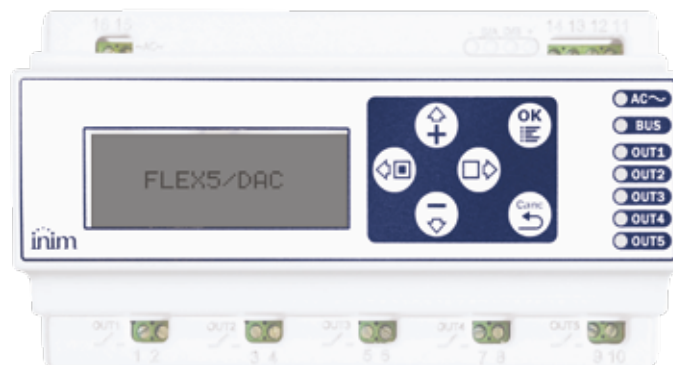 16 15
~AC~
- D/A D/B +
14 13 12 11
AC~
OK
BUS
OUT1
FLEX5/DAC
OUT2
OUT3
Canc
OUT4
inim
OUT5
OUT1
OUT2
OUT3
OUT4
OUT5
1 2
3 4
5 6
7 8
9 10